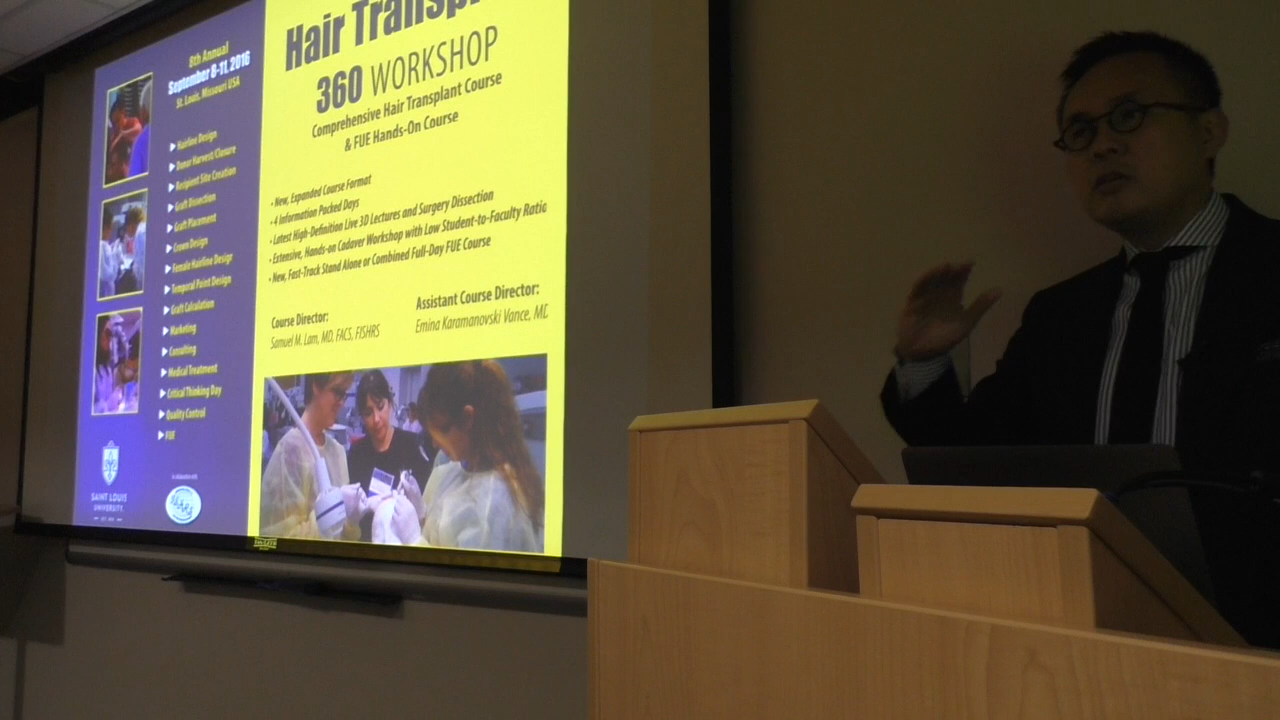 8th Annual
September 8-11, 2016
St. Louis, Missouri USA
▶ Hairline Design
▶ Donor Harvest/Closure
▶ Recipient Site Creation
▶ Graft Dissection
▶ Graft Placement
▶ Crown Design
▶ Female Hairline Design
▶ Temporal Point Design
▶ Graft Calculation
▶ Marketing
▶ Consulting
▶ Medical Treatment
▶ Critical Thinking Day
▶ Quality Control
▶ FUE
SAINT LOUIS
UNIVERSITY
Hair Transpl
360 WORKSHOP
Comprehensive Hair Transplant Course
& FUE Hands-On Course
• New, Expanded Course Format
• 4 Information Packed Days
• Latest High-Definition Live 3D Lectures and Surgery Dissection
• Extensive, Hands-on Cadaver Workshop with Low Student-to-Faculty Ratio
• New, Fast-Track Stand Alone or Combined Full-Day FUE Course
Course Director:
Samuel M. Lam, MD, FACS, FISHRS
Assistant Course Director:
Emina Karamanovski Vance, MD